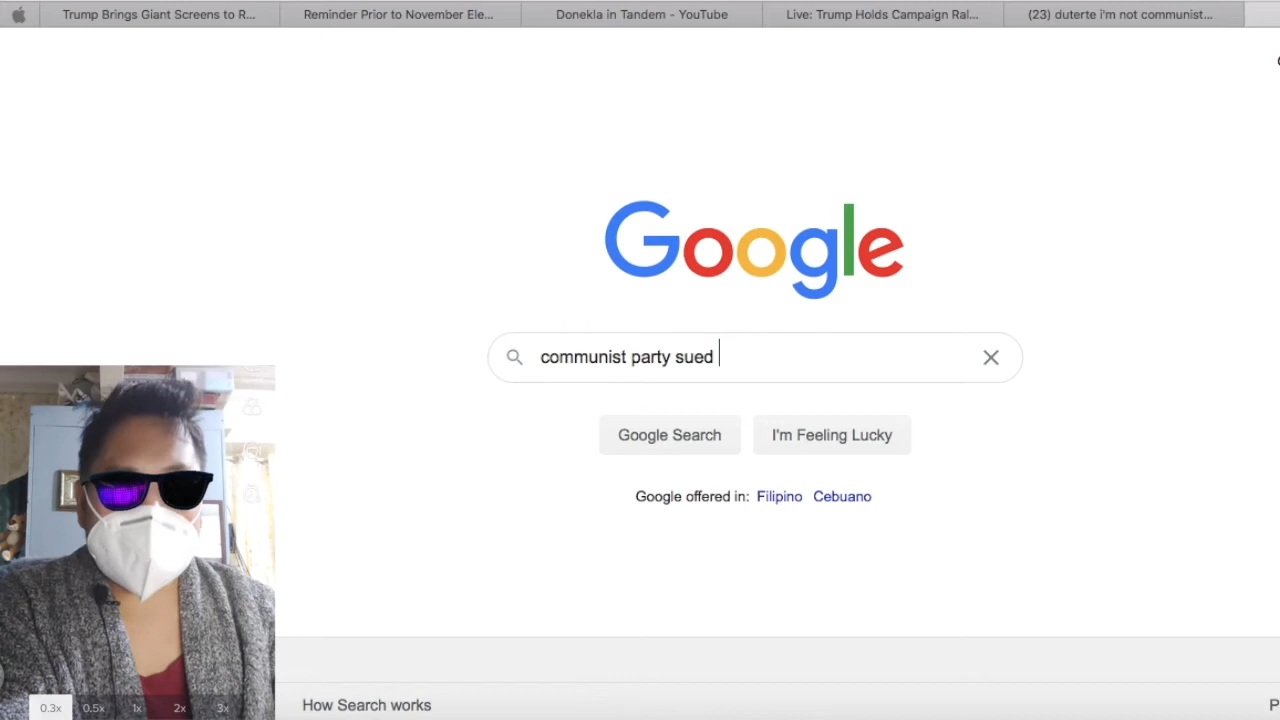 Trump Brings Giant Screens to R...
Reminder Prior to November Ele...
Donekla in Tandem - YouTube
Live: Trump Holds Campaign Ral...
(23) duterte i'm not communist...
Google
communist party sued
Google Search
I'm Feeling Lucky
Google offered in: Filipino Cebuano
0.3x 0.5x 1x 2x 3x
How Search works